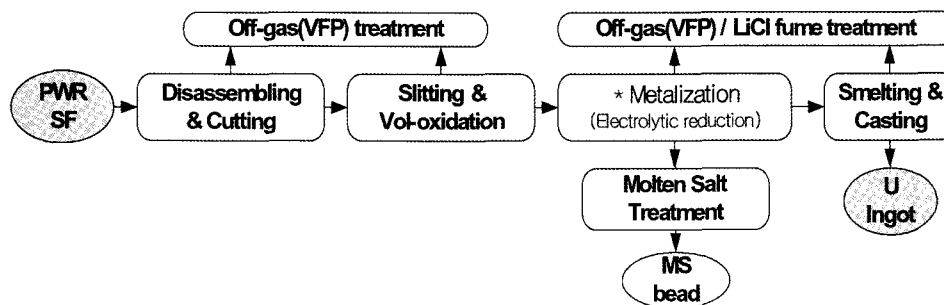 Off-gas(VFP) treatment
Off-gas(VFP) / LiCl fume treatment
PWR
SF
Disassembling
& Cutting
Slitting &
Vol-oxidation
* Metalization
(Electrolytic reduction)
Smelting &
Casting
Molten Salt
Treatment
U
Ingot
MS
bead